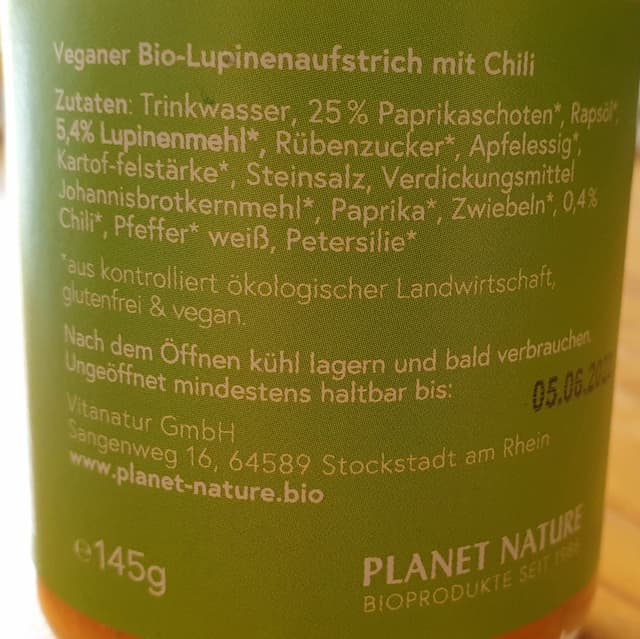 Veganer Bio-Lupinenaufstrich mit Chili
Zutaten: Trinkwasser, 25% Paprikaschoten*, Rapsöl*,
5,4% Lupinenmehl*, Rübenzucker*, Apfelessig*,
Kartof-felstärke*, Steinsalz, Verdickungsmittel
Johannisbrotkernmehl*, Paprika*, Zwiebeln*, 0,4%
Chili*, Pfeffer* weiß, Petersilie*
*aus kontrolliert ökologischer Landwirtschaft,
glutenfrei & vegan.
Nach dem Öffnen kühl lagern und bald verbrauchen.
Ungeöffnet mindestens haltbar bis:
05.06.
Vitanatur GmbH
Sangenweg 16, 64589 Stockstadt am Rhein
www.planet-nature.bio
e145g
PLANET NATURE
BIOPRODUKTE SEIT 1986